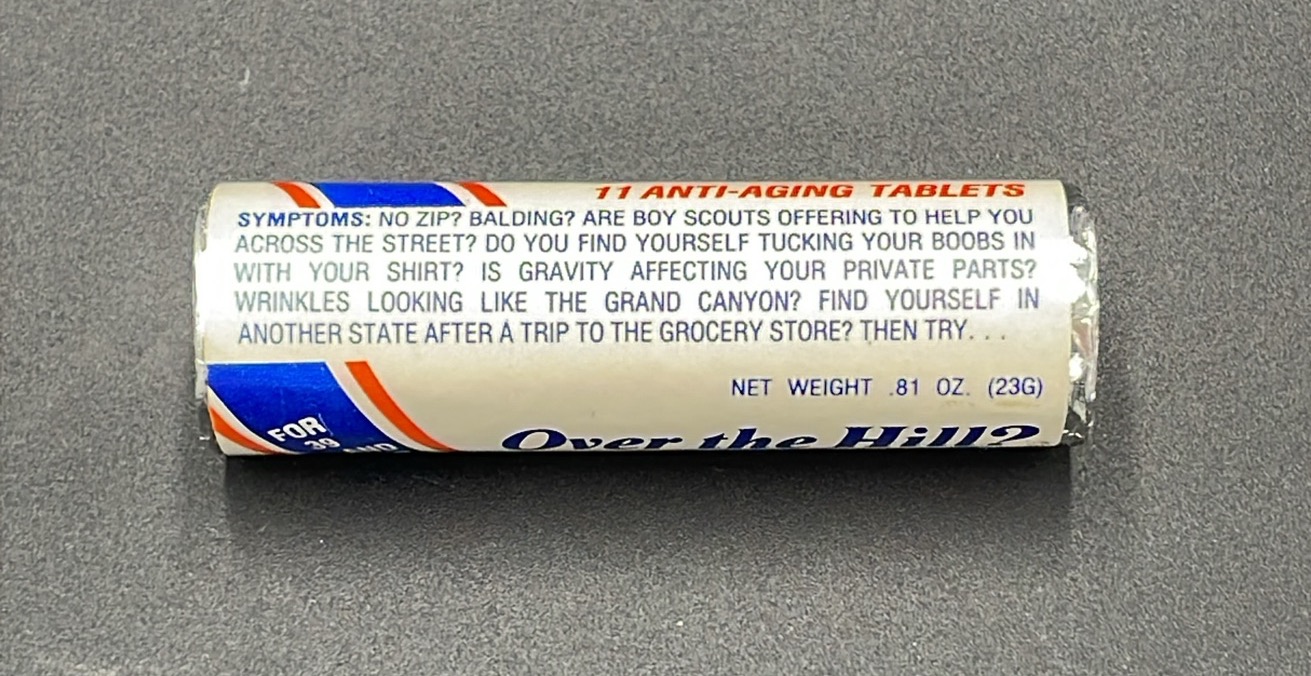 11 ANTI-AGING TABLETS
SYMPTOMS: NO ZIP? BALDING? ARE BOY SCOUTS OFFERING TO HELP YOU
ACROSS THE STREET? DO YOU FIND YOURSELF TUCKING YOUR BOOBS IN
WITH YOUR SHIRT? IS GRAVITY AFFECTING YOUR PRIVATE PARTS?
WRINKLES LOOKING LIKE THE GRAND CANYON? FIND YOURSELF IN
ANOTHER STATE AFTER A TRIP TO THE GROCERY STORE? THEN TRY. . .
NET WEIGHT .81 OZ. (23G)
FOR
39 AND
Over the Hill?